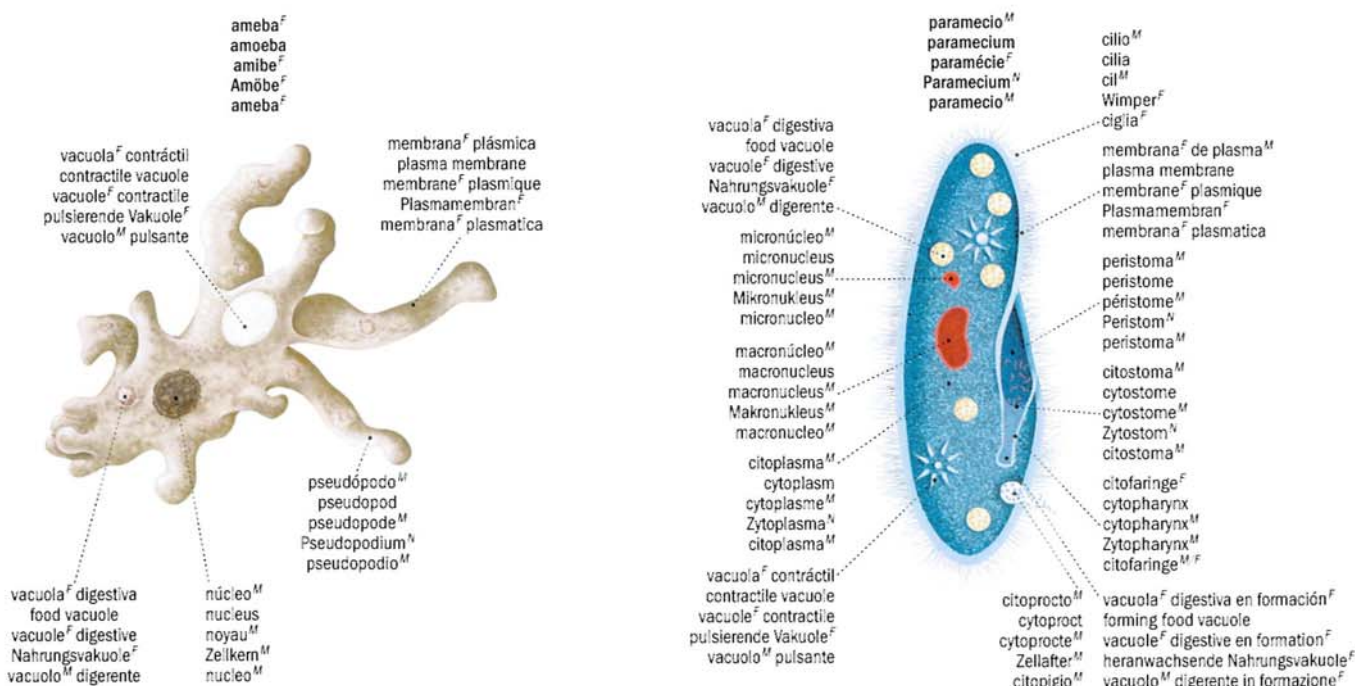 ameba F
amoeba
amibe F
Amöbe F
ameba F
vacuola F contráctil
contractile vacuole
vacuole F contractile
pulsierende Vakuole F
vacuolo M pulsante
membrana F plásmica
plasma membrane
membrane F plasmique
Plasmamembran F
membrana F plasmatica
pseudópodo M
pseudopod
pseudopode M
Pseudopodium N
pseudopodio M
vacuola F digestiva
food vacuole
vacuole F digestive
Nahrungsvakuole F
vacuolo M digerente
núcleo M
nucleus
noyau M
Zellkern M
nucleo M
paramecio M
paramecium
paramécie F
Paramecium N
paramecio M
vacuola F digestiva
food vacuole
vacuole F digestive
Nahrungsvakuole F
vacuolo M digerente
micronúcleo M
micronucleus
micronucleus M
Mikronukleus M
micronucleo M
macronúcleo M
macronucleus
macronucleus M
Makronukleus M
macronucleo M
citoplasma M
cytoplasm
cytoplasme M
Zytoplasma N
citoplasma M
vacuola F contráctil
contractile vacuole
vacuole F contractile
pulsierende Vakuole F
vacuolo M pulsante
cilio M
cilia
cil M
Wimper F
ciglia F
membrana F de plasma M
plasma membrane
membrane F plasmique
Plasmamembran F
membrana F plasmatica
peristoma M
peristome
péristome M
Peristom N
peristoma M
citostoma M
cytostome
cytostome M
Zytostom N
citostoma M
citofaringe F
cytopharynx
cytopharynx M
Zytopharynx M
citofaringe M/F
citoprocto M
cytoproct
cytoprocte M
Zellafter M
citopigio M
vacuola F digestiva en formación F
forming food vacuole
vacuole F digestive en formation F
heranwachsende Nahrungsvakuole F
vacuolo M digerente in formazione F